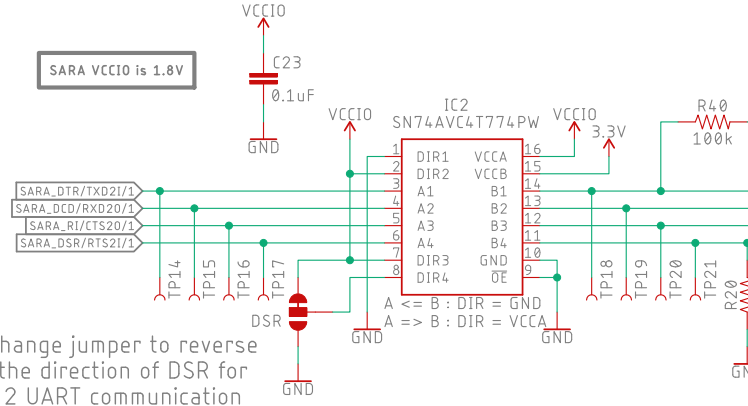 VCCIO
SARA VCCIO is 1.8V
C23
0.1uF
GND
VCCIO
IC2
SN74AVC4T774PW
VCCIO
3.3V
R40
100k
1 DIR1 VCCA 16
2 DIR2 VCCB 15
SARA_DTR/TXD2I/1 3 A1 B1 14
SARA_DCD/RXD2O/1 4 A2 B2 13
SARA_RI/CTS2O/1 5 A3 B3 12
SARA_DSR/RTS2I/1 6 A4 B4 11
7 DIR3 GND 10
8 DIR4 OE 9
TP14
TP15
TP16
TP17
TP18
TP19
TP20
TP21
R20
DSR
A <= B : DIR = GND
A => B : DIR = VCCA
GND
GND
GND
hange jumper to reverse
the direction of DSR for
2 UART communication